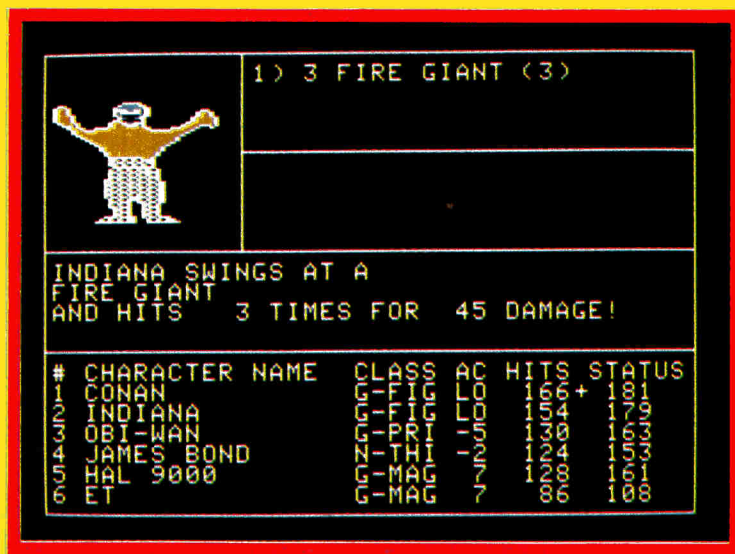 1) 3 FIRE GIANT (3)
INDIANA SWINGS AT A
FIRE GIANT
AND HITS 3 TIMES FOR 45 DAMAGE!
# CHARACTER NAME CLASS AC HITS STATUS
1 CONAN G-FIG LO 166+ 181
2 INDIANA G-FIG LO 154 179
3 OBI-WAN G-PRI -5 130 163
4 JAMES BOND N-THI -2 124 153
5 HAL 9000 G-MAG 7 128 161
6 ET G-MAG 7 86 108